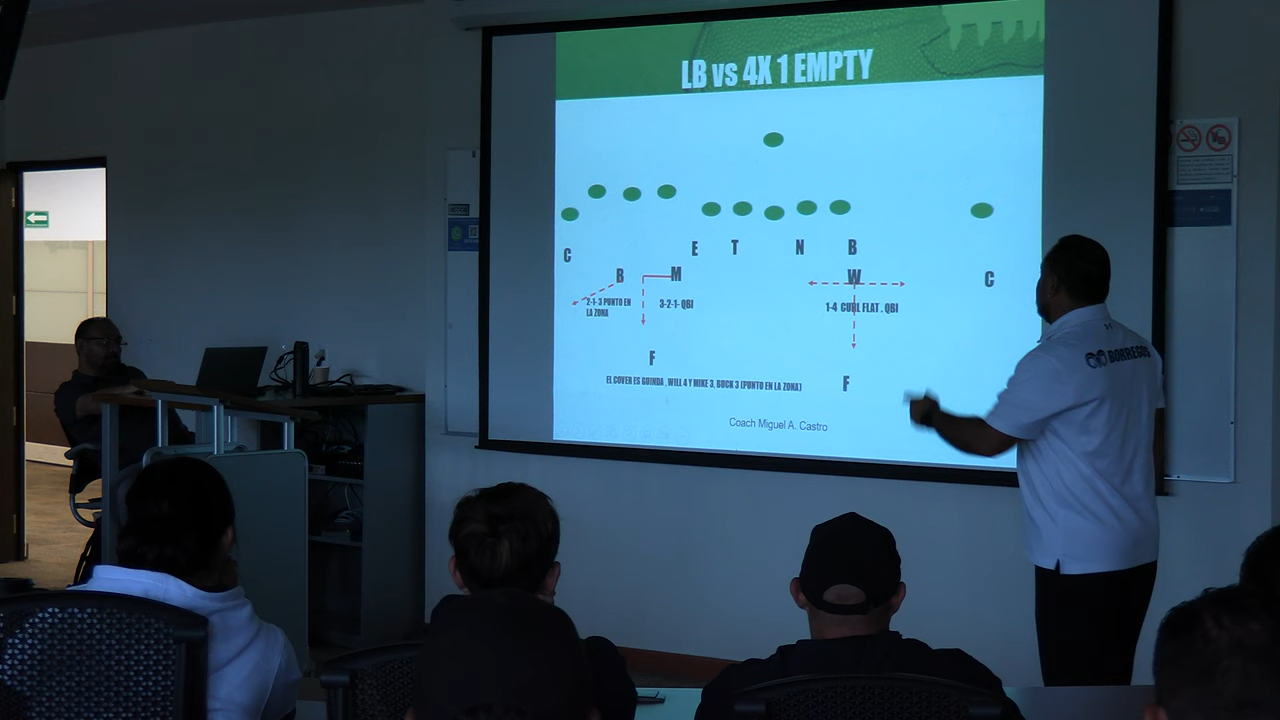 LB vs 4X 1 EMPTY
C
E T N B
B M W C
2-1-3 PUNTO EN
LA ZONA
3-2-1- QBI
1-4 CURL FLAT . QBI
F
F
EL COVER ES GUINDA , WILL 4 Y MIKE 3, BUCK 3 (PUNTO EN LA ZONA)
Coach Miguel A. Castro
BORREGOS